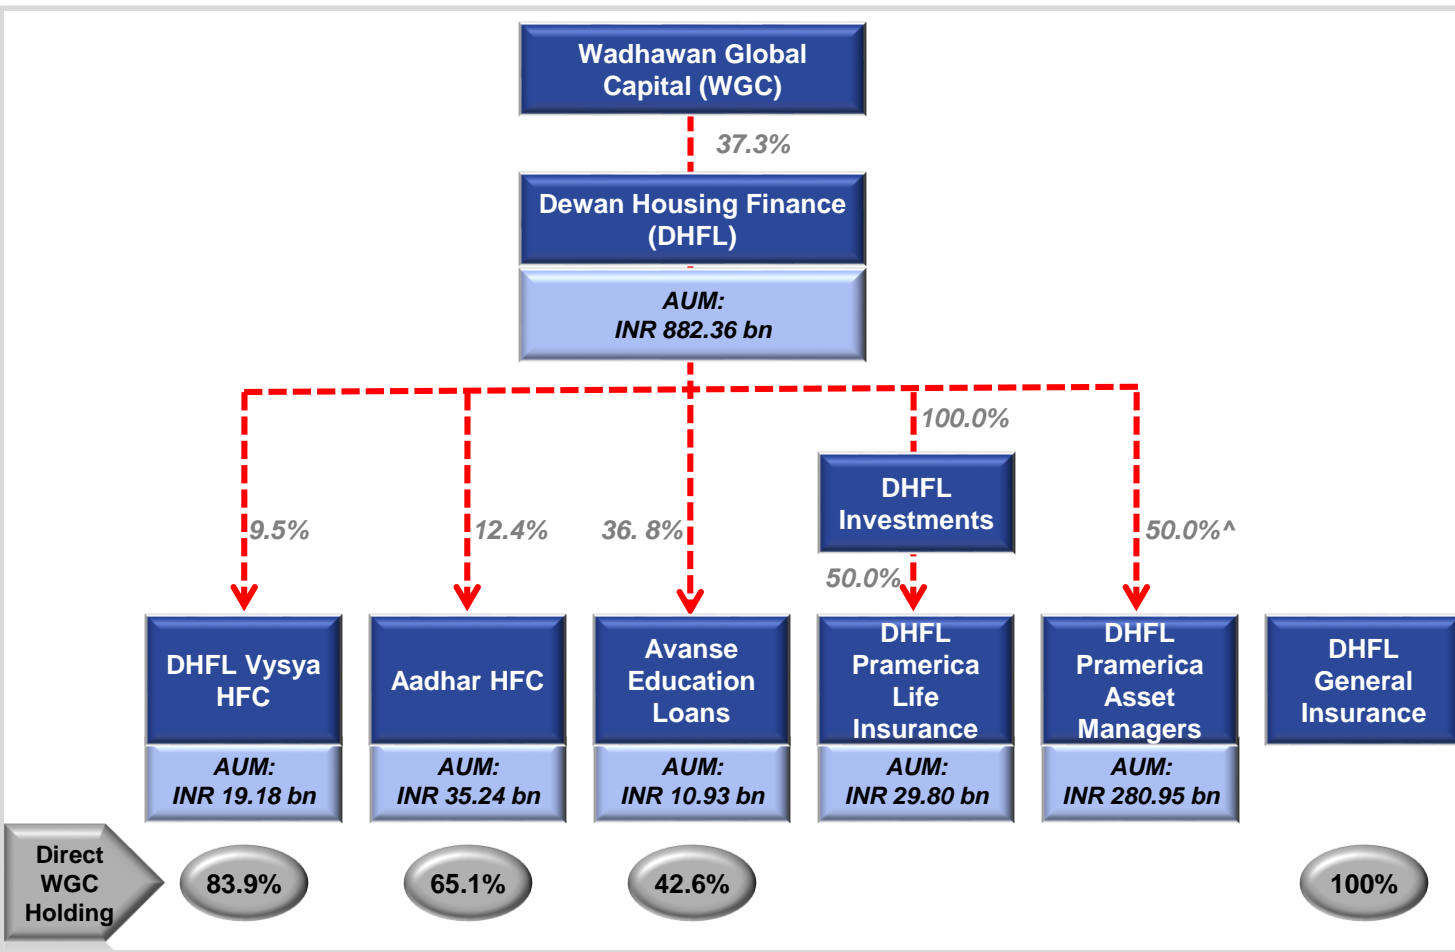 Wadhawan Global
Capital (WGC)
37.3%
Dewan Housing Finance
(DHFL)
AUM:
INR 882.36 bn
100.0%
DHFL
Investments
9.5%
12.4%
36. 8%
50.0%^
50.0%
DHFL Vysya
HFC
AUM:
INR 19.18 bn
Aadhar HFC
AUM:
INR 35.24 bn
Avanse
Education
Loans
AUM:
INR 10.93 bn
DHFL
Pramerica
Life
Insurance
AUM:
INR 29.80 bn
DHFL
Pramerica
Asset
Managers
AUM:
INR 280.95 bn
DHFL
General
Insurance
Direct
WGC
Holding
83.9%
65.1%
42.6%
100%